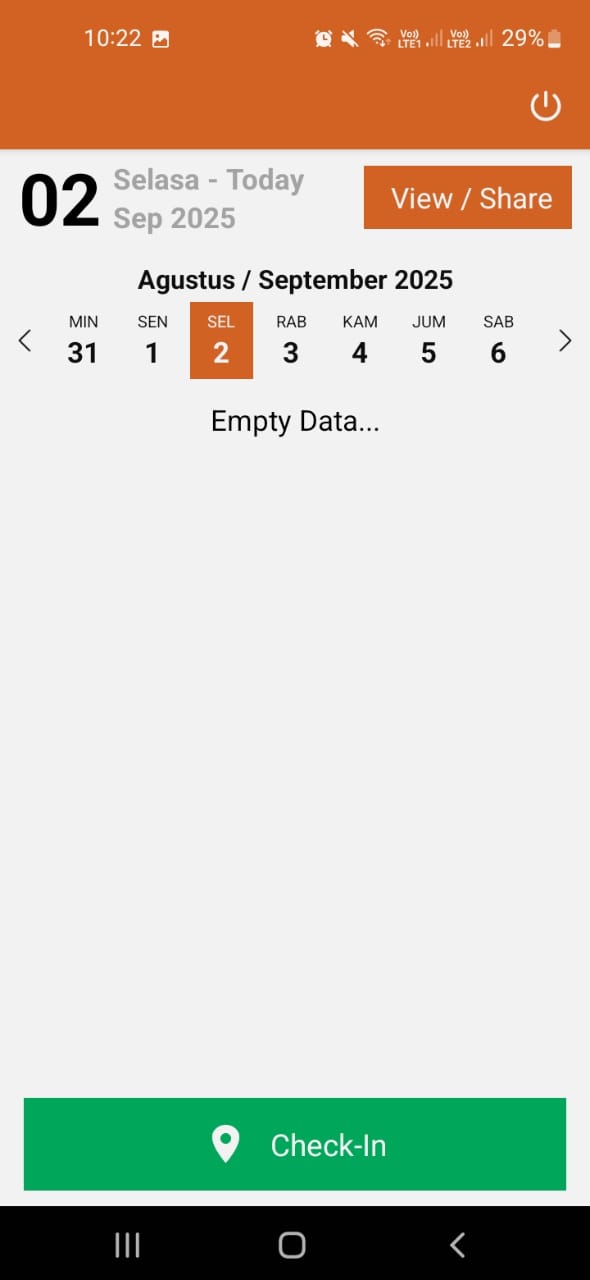 10:22
Vo)) LTE1 Vo)) LTE2 29%
02
Selasa - Today
Sep 2025
View / Share
Agustus / September 2025
MIN SEN SEL RAB KAM JUM SAB
31 1 2 3 4 5 6
Empty Data...
Check-In